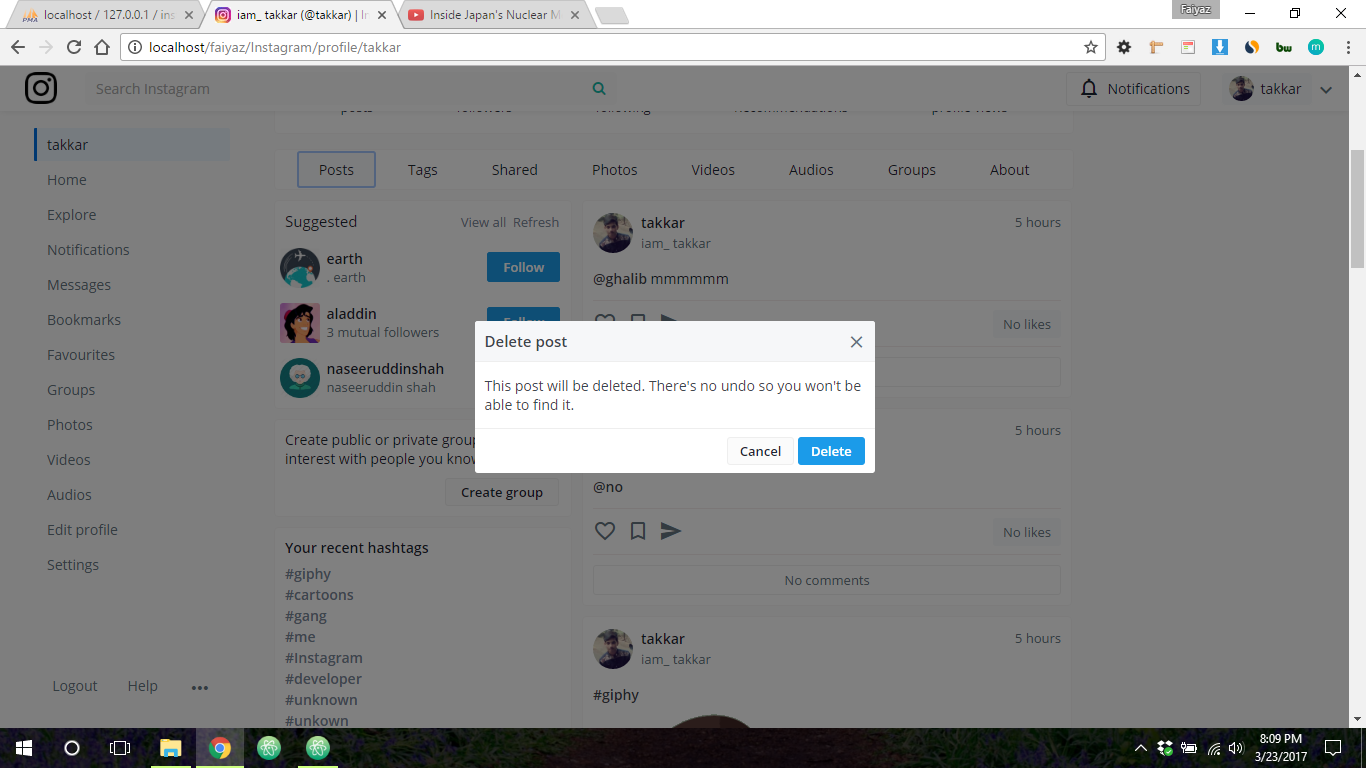 localhost / 127.0.0.1 / ins
iam_ takkar (@takkar) | In
Inside Japan's Nuclear M
Faiyaz
localhost/faiyaz/Instagram/profile/takkar
Search Instagram
Notifications
takkar
posts followers following recommendations profile views
takkar
Home
Explore
Notifications
Messages
Bookmarks
Favourites
Groups
Photos
Videos
Audios
Edit profile
Settings
Logout Help
Posts Tags Shared Photos Videos Audios Groups About
Suggested View all Refresh
earth
. earth
Follow
aladdin
3 mutual followers
Follow
naseeruddinshah
naseeruddin shah
Create public or private group
interest with people you know
Create group
Your recent hashtags
#giphy
#cartoons
#gang
#me
#Instagram
#developer
#unknown
#unkown
takkar
iam_ takkar
5 hours
@ghalib mmmmmm
No likes
Delete post
This post will be deleted. There's no undo so you won't be
able to find it.
Cancel Delete
5 hours
@no
No likes
No comments
takkar
iam_ takkar
5 hours
#giphy
8:09 PM
3/23/2017